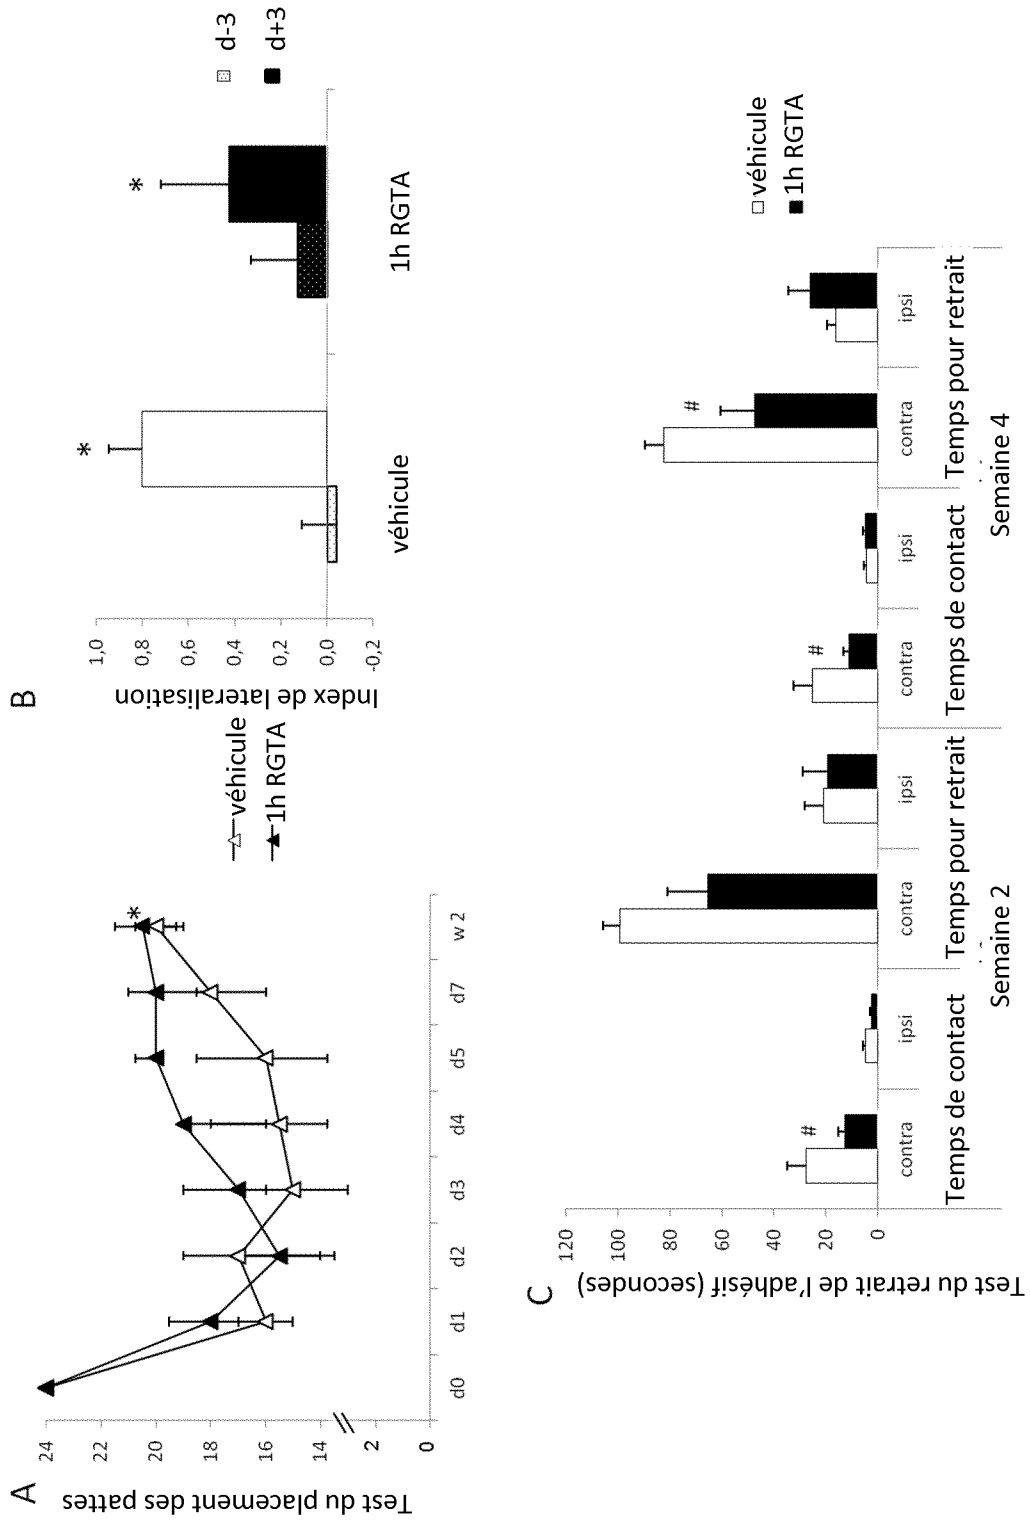 A
Test du placement des pattes
24
22
20
18
16
14
2
0
d0
d1
d2
d3
d4
d5
d7
w 2
*
véhicule
1h RGTA
B
Index de lateralisation
1,0
0,8
0,6
0,4
0,2
0,0
-0,2
*
*
véhicule
1h RGTA
d-3
d+3
C
Test du retrait de l'adhésif (secondes)
120
100
80
60
40
20
0
#
#
#
contra
ipsi
contra
ipsi
contra
ipsi
contra
ipsi
Temps de contact
Temps pour retrait
Temps de contact
Temps pour retrait
Semaine 2
Semaine 4
véhicule
1h RGTA